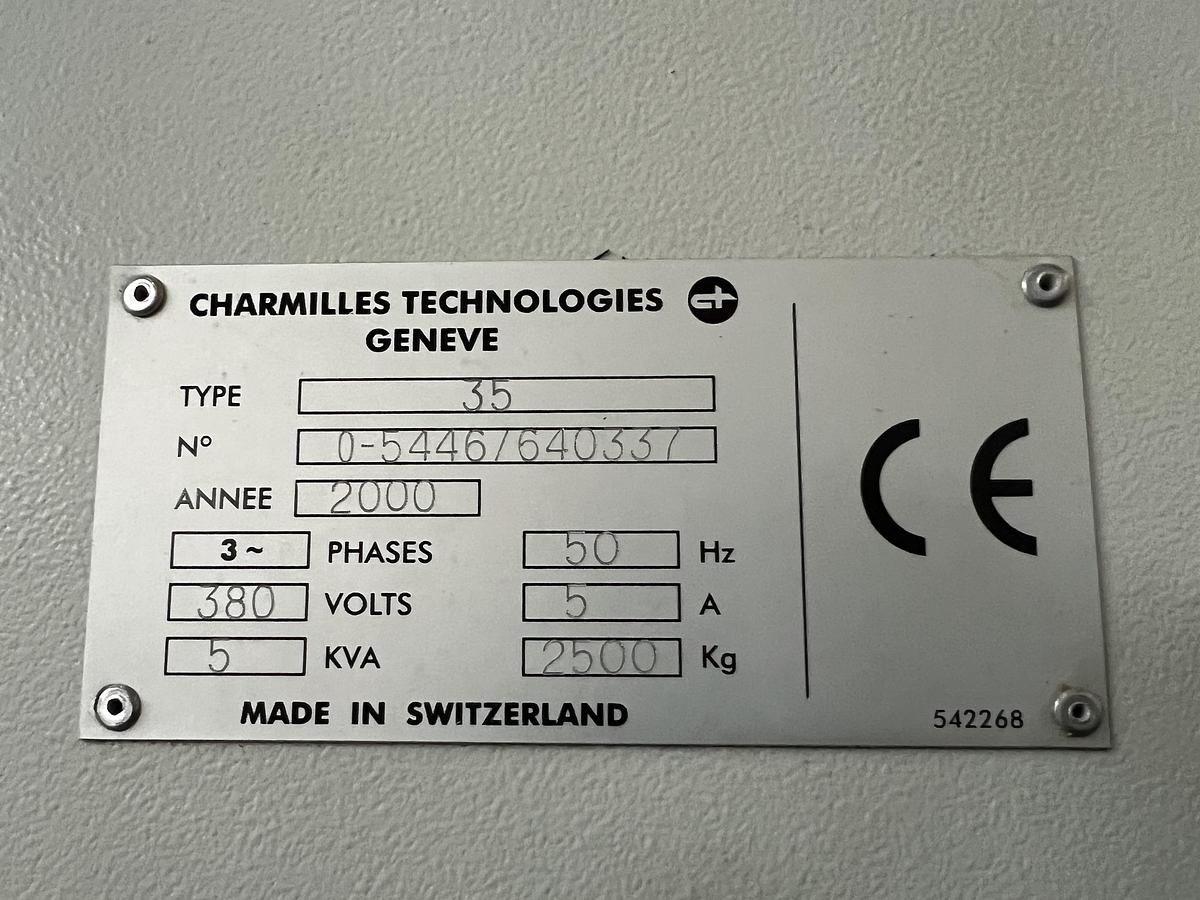 CHARMILLES TECHNOLOGIES
GENEVE
TYPE 35
N° 0-5446/640337
ANNEE 2000
3~ PHASES 50 Hz
380 VOLTS 5 A
5 KVA 2500 Kg
MADE IN SWITZERLAND
CE
542268